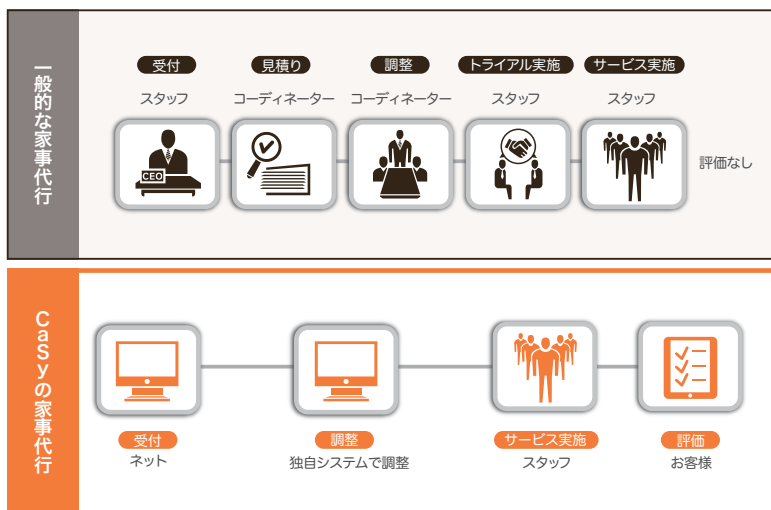 一般的な家事代行
受付
見積り
調整
トライアル実施
サービス実施
スタッフ
コーディネーター
コーディネーター
スタッフ
スタッフ
CEO
評価なし
CaSyの家事代行
受付
調整
サービス実施
評価
ネット
独自システムで調整
スタッフ
お客様